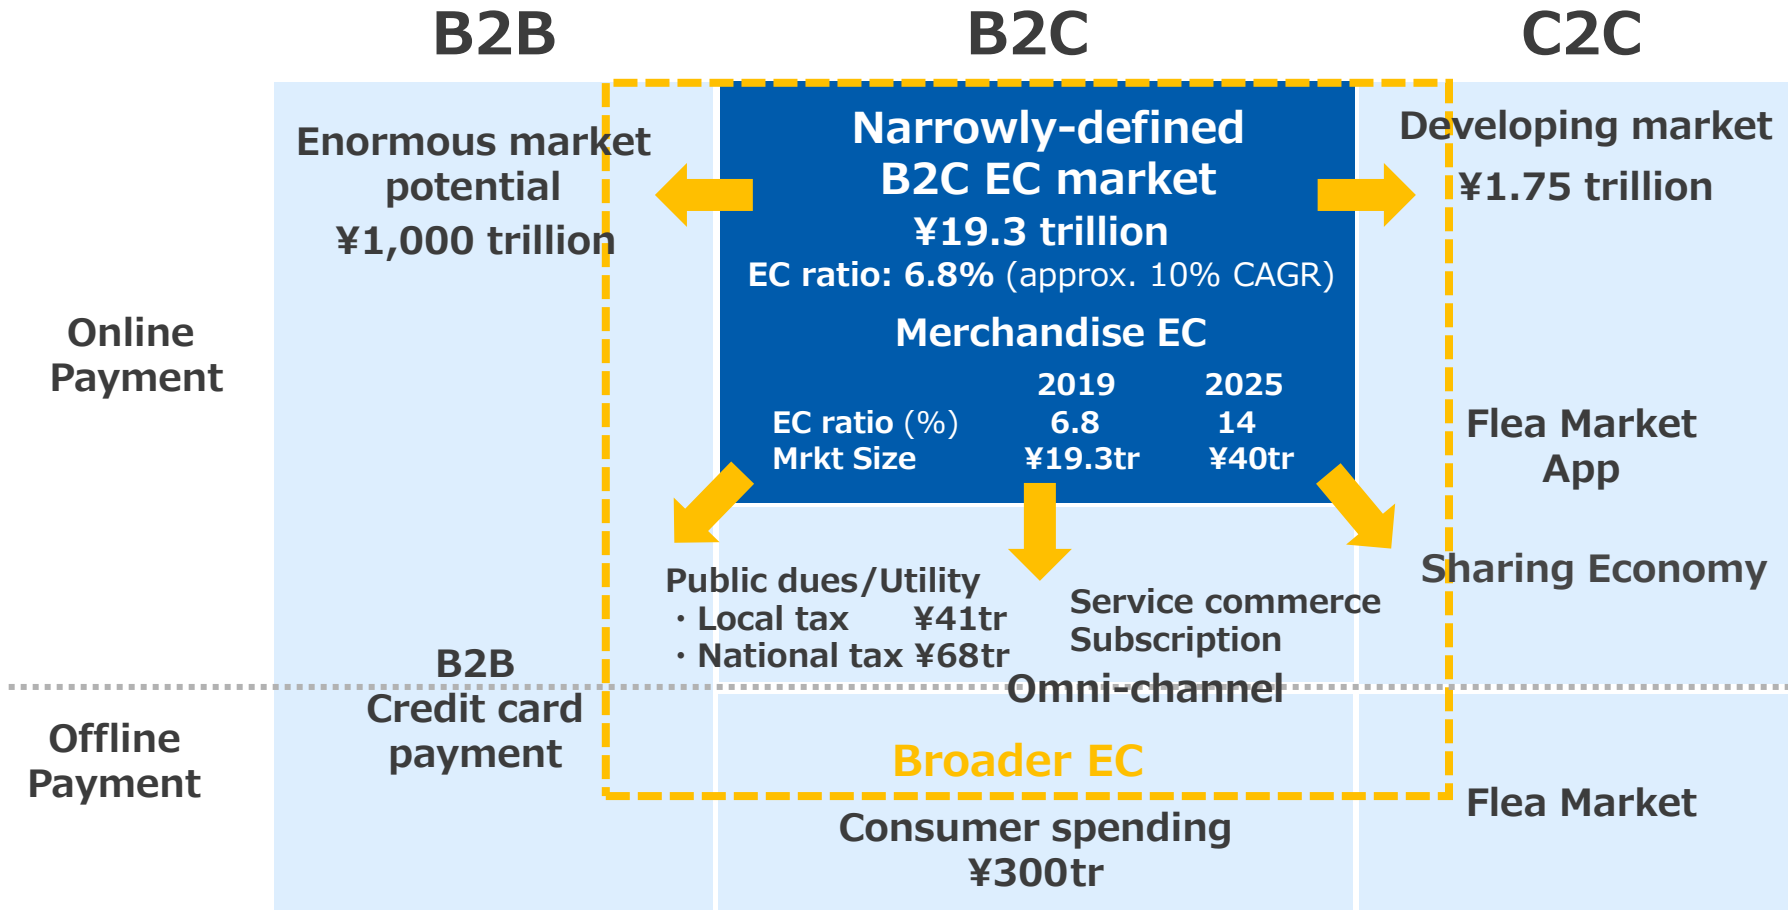 B2B B2C C2C
Enormous market
potential
¥1,000 trillion
Narrowly-defined
B2C EC market
¥19.3 trillion
EC ratio: 6.8% (approx. 10% CAGR)
Merchandise EC
2019 2025
EC ratio (%) 6.8 14
Mrkt Size ¥19.3tr ¥40tr
Developing market
¥1.75 trillion
Online
Payment
Flea Market
App
Sharing Economy
Public dues/Utility
・Local tax ¥41tr
・National tax ¥68tr
Service commerce
Subscription
B2B
Credit card
payment
Omni-channel
Offline
Payment
Broader EC
Flea Market
Consumer spending
¥300tr